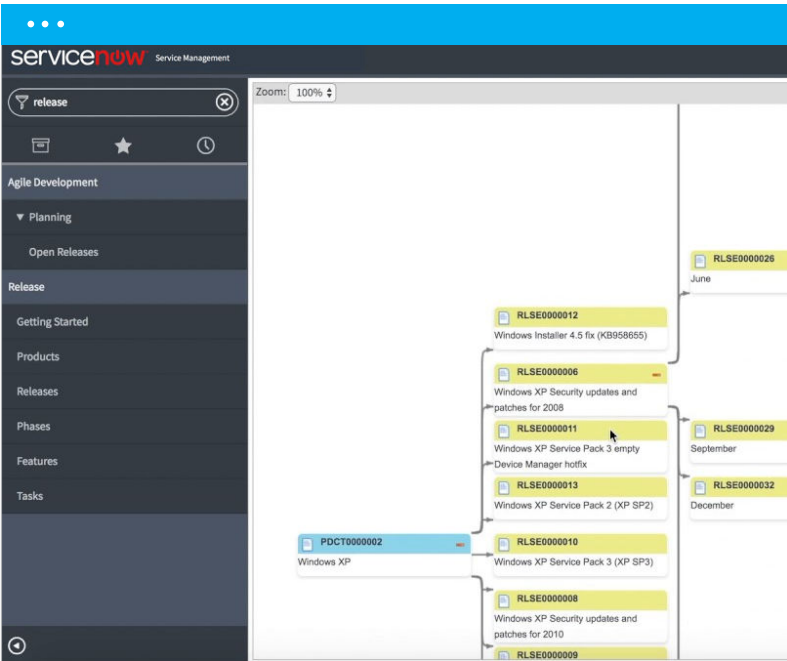 servicenow Service Management
release
Agile Development
Planning
Open Releases
Release
Getting Started
Products
Releases
Phases
Features
Tasks
Zoom: 100%
PDCT0000002
Windows XP
RLSE0000012
Windows Installer 4.5 fix (KB958655)
RLSE0000006
Windows XP Security updates and
patches for 2008
RLSE0000011
Windows XP Service Pack 3 empty
Device Manager hotfix
RLSE0000013
Windows XP Service Pack 2 (XP SP2)
RLSE0000010
Windows XP Service Pack 3 (XP SP3)
RLSE0000008
Windows XP Security updates and
patches for 2010
RLSE0000009
RLSE0000026
June
RLSE0000029
September
RLSE0000032
December